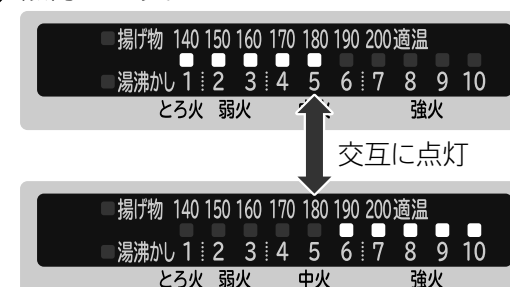 揚げ物 140 150 160 170 180 190 200 適温
湯沸かし 1 2 3 4 5 6 7 8 9 10
とろ火 弱火 火 強火
交互に点灯
揚げ物 140 150 160 170 180 190 200 適温
湯沸かし 1 2 3 4 5 6 7 8 9 10
とろ火 弱火 中火 強火